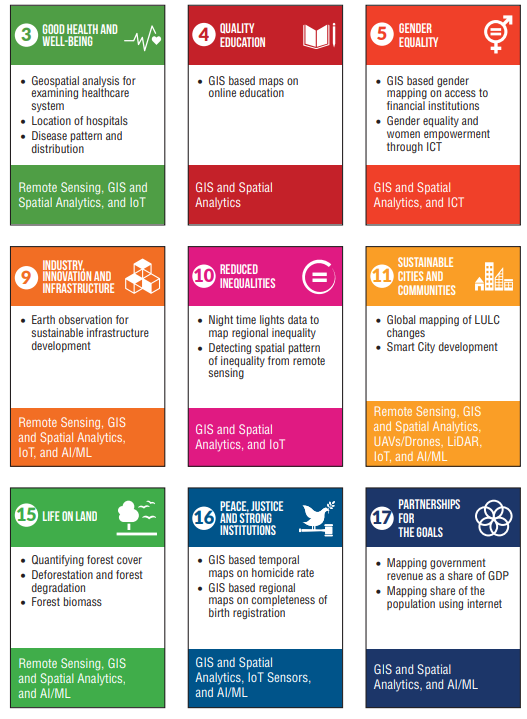 3 GOOD HEALTH AND
WELL-BEING
• Geospatial analysis for
examining healthcare
system
• Location of hospitals
• Disease pattern and
distribution
Remote Sensing, GIS and
Spatial Analytics, and IoT
4 QUALITY
EDUCATION
• GIS based maps on
online education
GIS and Spatial
Analytics
5 GENDER
EQUALITY
• GIS based gender
mapping on access to
financial institutions
• Gender equality and
women empowerment
through ICT
GIS and Spatial
Analytics, and ICT
9 INDUSTRY,
INNOVATION AND
INFRASTRUCTURE
• Earth observation for
sustainable infrastructure
development
Remote Sensing, GIS
and Spatial Analytics,
IoT, and AI/ML
10 REDUCED
INEQUALITIES
• Night time lights data to
map regional inequality
• Detecting spatial pattern
of inequality from remote
sensing
GIS and Spatial
Analytics, and IoT
11 SUSTAINABLE
CITIES AND
COMMUNITIES
• Global mapping of LULC
changes
• Smart City development
Remote Sensing, GIS
and Spatial Analytics,
UAVs/Drones, LiDAR,
IoT, and AI/ML
15 LIFE ON LAND
• Quantifying forest cover
• Deforestation and forest
degradation
• Forest biomass
Remote Sensing, GIS
and Spatial Analytics,
and AI/ML
16 PEACE, JUSTICE
AND STRONG
INSTITUTIONS
• GIS based temporal
maps on homicide rate
• GIS based regional
maps on completeness of
birth registration
GIS and Spatial
Analytics, IoT Sensors,
and AI/ML
17 PARTNERSHIPS
FOR
THE GOALS
• Mapping government
revenue as a share of GDP
• Mapping share of the
population using internet
GIS and Spatial
Analytics, and AI/ML